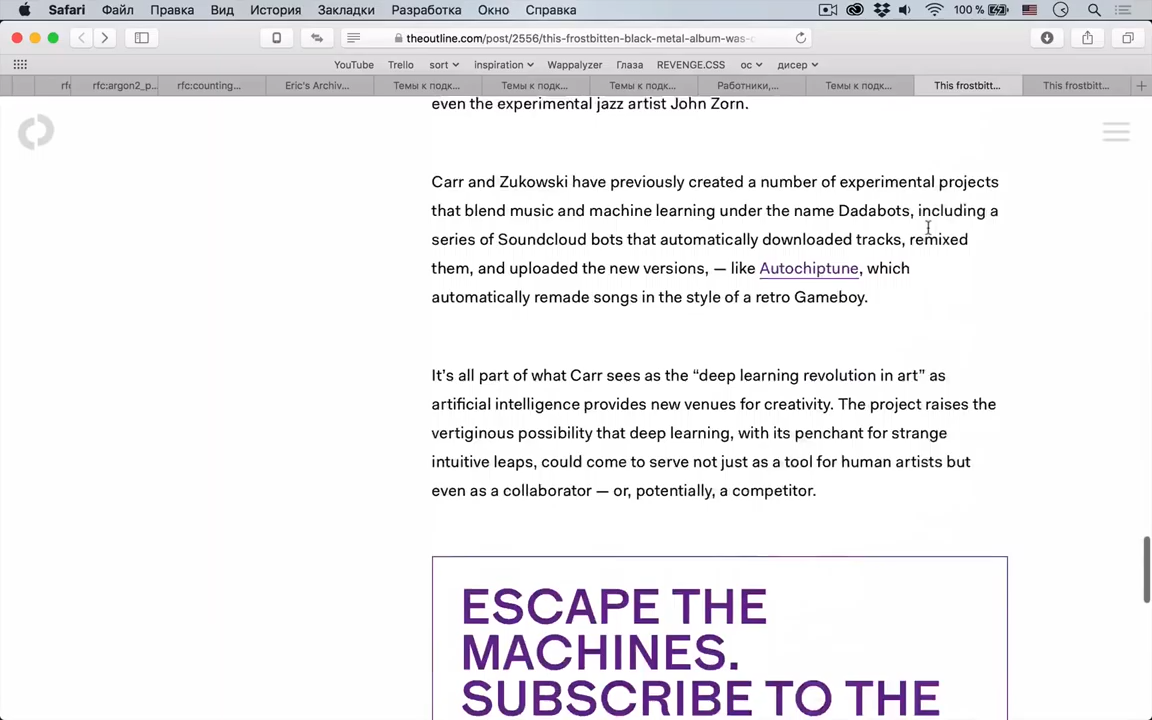 Safari Файл Правка Вид История Закладки Разработка Окно Справка 100 %
theoutline.com/post/2556/this-frostbitten-black-metal-album-was-c
YouTube Trello sort inspiration Wappalyzer Глаза REVENGE.CSS ос дисер
rfc:argon2_p... rfc:counting... Eric's Archiv... Темы к подк... Темы к подк... Темы к подк... Работники,... Темы к подк... This frostbitt... This frostbitt...
even the experimental jazz artist John Zorn.
Carr and Zukowski have previously created a number of experimental projects
that blend music and machine learning under the name Dadabots, including a
series of Soundcloud bots that automatically downloaded tracks, remixed
them, and uploaded the new versions, — like Autochiptune, which
automatically remade songs in the style of a retro Gameboy.
It’s all part of what Carr sees as the “deep learning revolution in art” as
artificial intelligence provides new venues for creativity. The project raises the
vertiginous possibility that deep learning, with its penchant for strange
intuitive leaps, could come to serve not just as a tool for human artists but
even as a collaborator — or, potentially, a competitor.
ESCAPE THE
MACHINES.
SUBSCRIBE TO THE